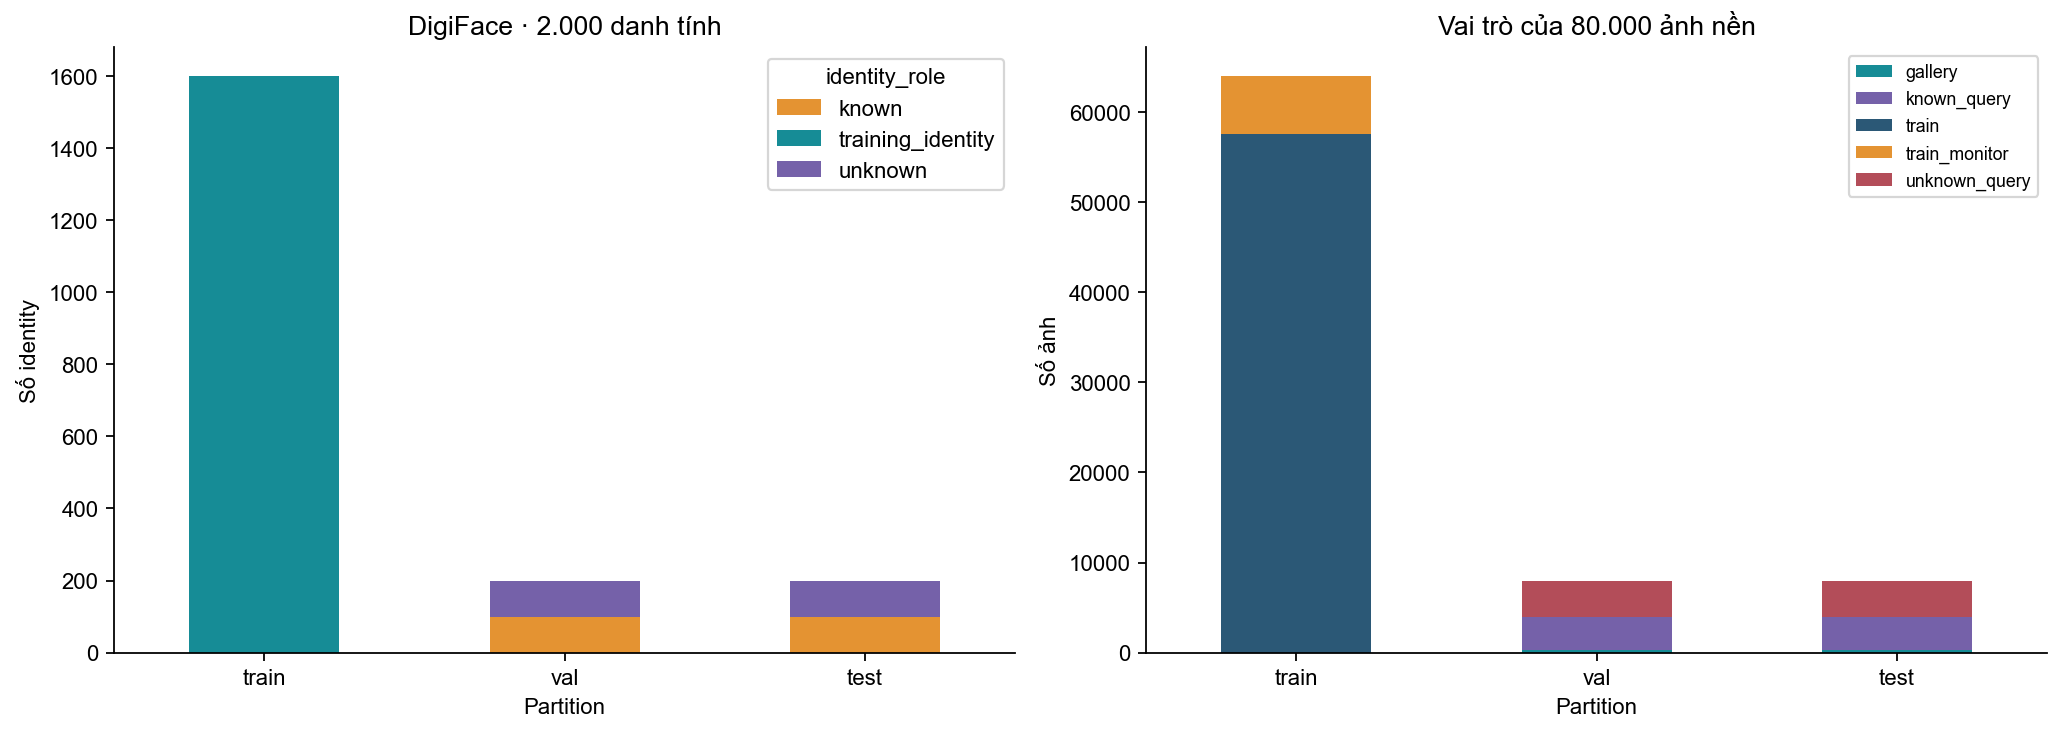 DigiFace · 2.000 danh tính
Số identity
1600
1400
1200
1000
800
600
400
200
0
train
val
test
Partition
identity_role
known
training_identity
unknown
Vai trò của 80.000 ảnh nền
Số ảnh
60000
50000
40000
30000
20000
10000
0
train
val
test
Partition
gallery
known_query
train
train_monitor
unknown_query